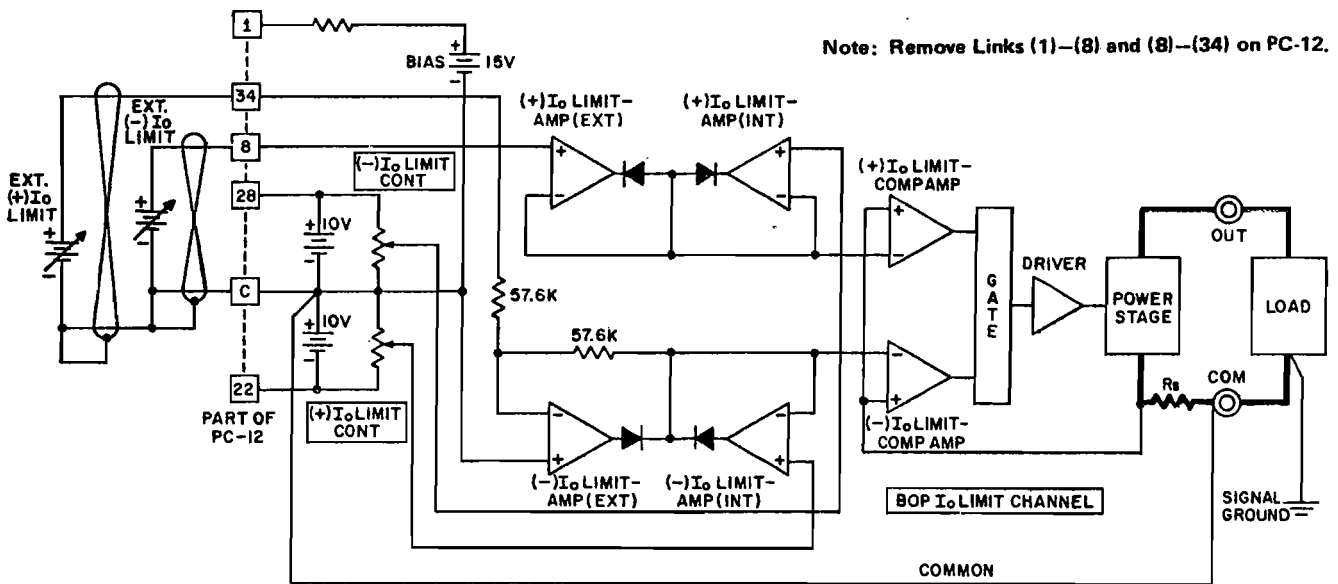 Note: Remove Links (1)–(8) and (8)–(34) on PC-12.
1
BIAS
+
15V
-
34
EXT.
(-)Io
LIMIT
8
EXT.
(+)Io
LIMIT
+
-
+
-
28
(-)Io LIMIT
CONT
+
10V
-
C
+
10V
-
22
PART OF
PC-12
(+)Io LIMIT
CONT
(+)Io LIMIT-
AMP(EXT)
(+)Io LIMIT-
AMP(INT)
+
-
+
-
57.6K
57.6K
-
+
-
+
(-)Io LIMIT-
AMP(EXT)
(-)Io LIMIT-
AMP(INT)
(+)Io LIMIT-
COMP AMP
+
-
-
+
(-)Io LIMIT-
COMP AMP
GATE
DRIVER
POWER
STAGE
OUT
LOAD
Rs
COM
BOP Io LIMIT CHANNEL
SIGNAL
GROUND
COMMON